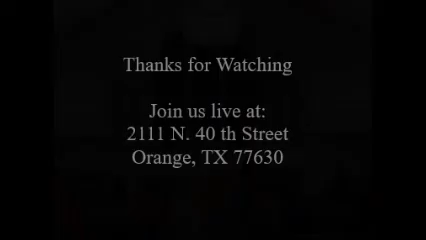 Thanks for Watching
Join us live at:
2111 N. 40 th Street
Orange, TX 77630